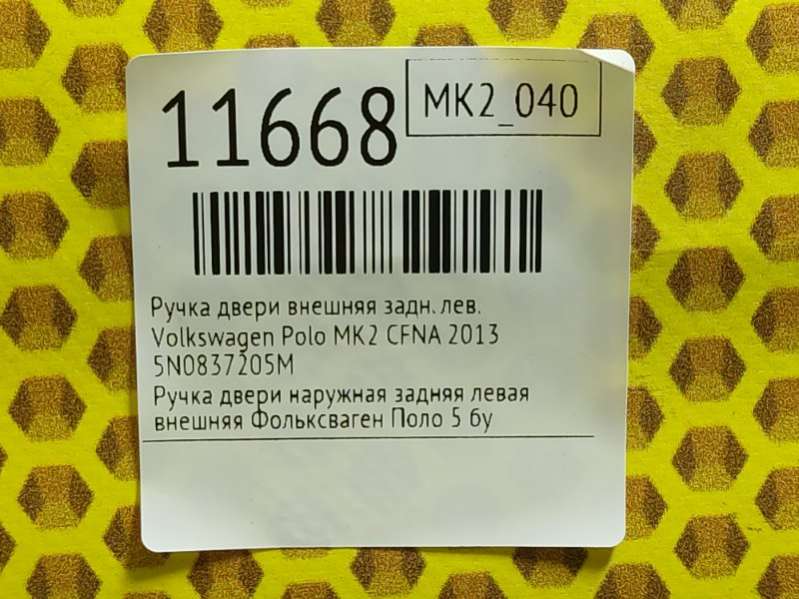 11668
MK2_040
Ручка двери внешняя задн. лев.
Volkswagen Polo MK2 CFNA 2013
5N0837205M
Ручка двери наружная задняя левая
внешняя Фольксваген Поло 5 бу